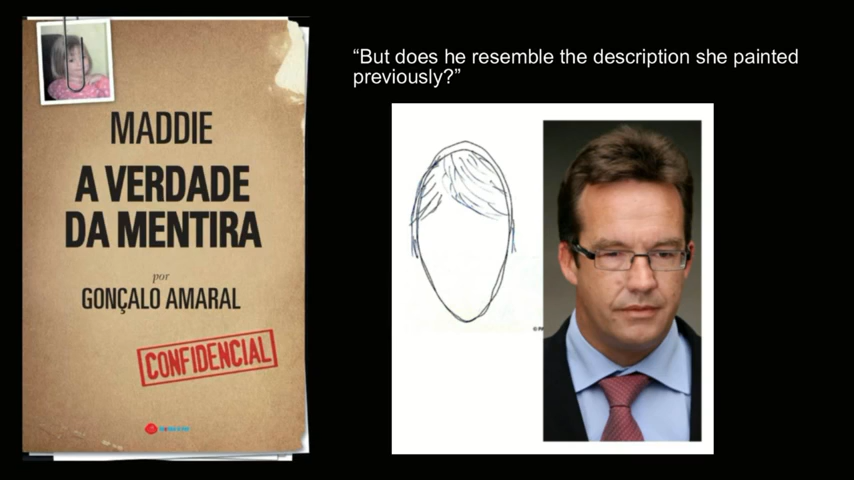 MADDIE
A VERDADE
DA MENTIRA
por
GONÇALO AMARAL
CONFIDENCIAL
“But does he resemble the description she painted
previously?”